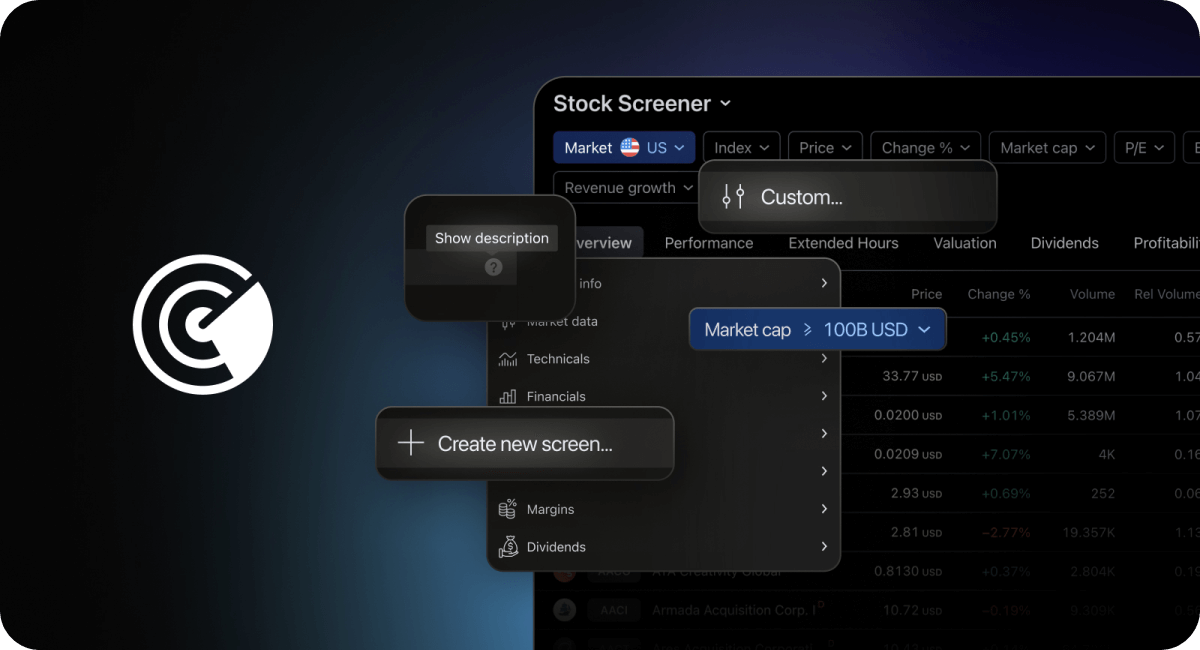 Stock Screener
Market US Index Price Change % Market cap P/E
Revenue growth
Custom...
Show description
?
verview Performance Extended Hours Valuation Dividends Profitabili
info
Price Change % Volume Rel Volume
Market data
Market cap ≥ 100B USD
+0.45% 1.204M 0.57
Technicals
33.77 USD +5.47% 9.067M 1.04
Financials
0.0200 USD +1.01% 5.389M 1.07
Create new screen...
0.0209 USD +7.07% 4K 0.16
2.93 USD +0.69% 252 0.06
Margins
2.81 USD −2.77% 19.357K 1.13
Dividends
ATA Creativity Global 0.8130 USD +0.37% 2.804K 0.19
AACI Armada Acquisition Corp. I 10.72 USD −0.19% 9.309K